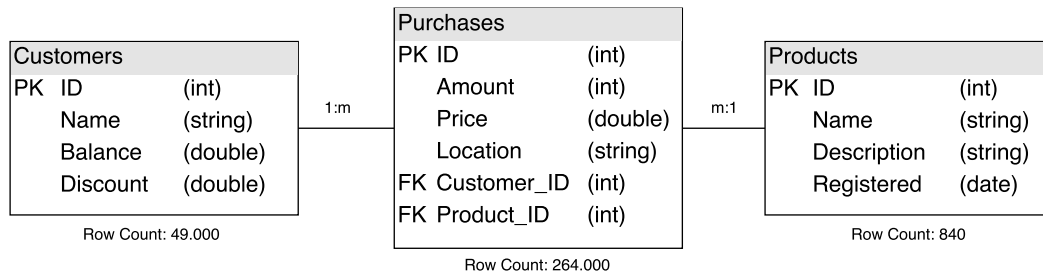 Customers
PK ID (int)
Name (string)
Balance (double)
Discount (double)
Row Count: 49.000
1:m
Purchases
PK ID (int)
Amount (int)
Price (double)
Location (string)
FK Customer_ID (int)
FK Product_ID (int)
Row Count: 264.000
m:1
Products
PK ID (int)
Name (string)
Description (string)
Registered (date)
Row Count: 840